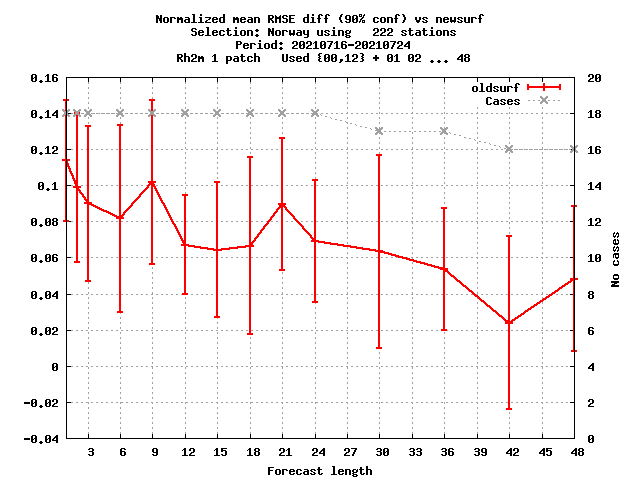 Normalized mean RMSE diff (90% conf) vs newsurf
Selection: Norway using   222 stations
Period: 20210716-20210724
Rh2m 1 patch   Used {00,12} + 01 02 ... 48
0.16
0.14
0.12
0.1
0.08
0.06
0.04
0.02
0
-0.02
-0.04
20
18
16
14
12
10
8
6
4
2
0
oldsurf
Cases
No cases
3 6 9 12 15 18 21 24 27 30 33 36 39 42 45 48
Forecast length